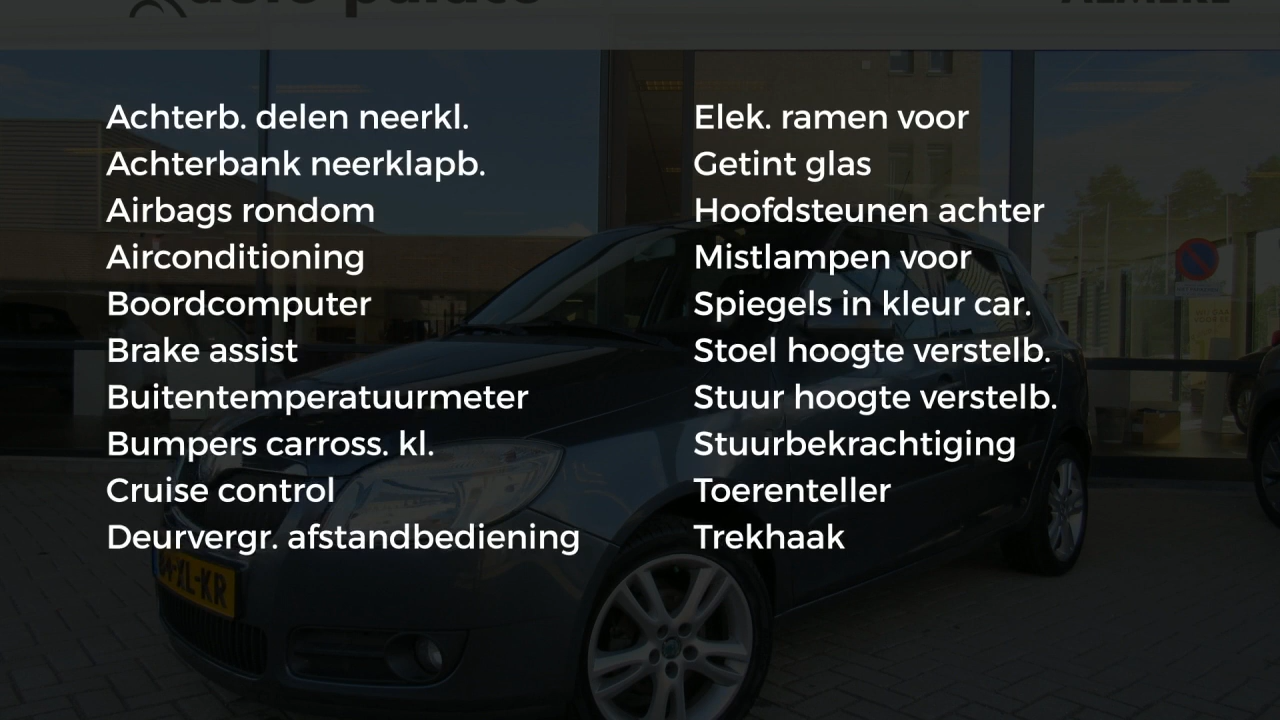 Achterb. delen neerkl.
Achterbank neerklapb.
Airbags rondom
Airconditioning
Boordcomputer
Brake assist
Buitentemperatuurmeter
Bumpers carross. kl.
Cruise control
Deurvergr. afstandbediening
Elek. ramen voor
Getint glas
Hoofdsteunen achter
Mistlampen voor
Spiegels in kleur car.
Stoel hoogte verstelb.
Stuur hoogte verstelb.
Stuurbekrachtiging
Toerenteller
Trekhaak